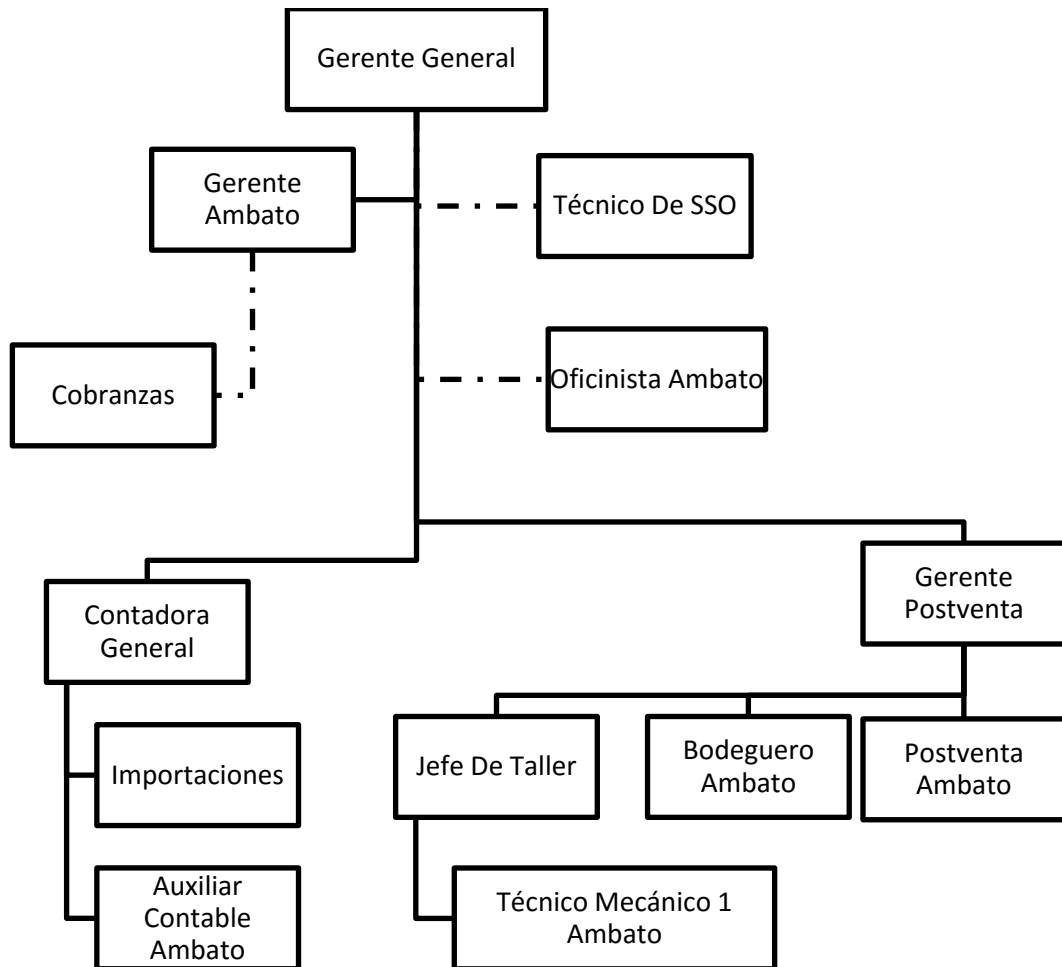 Gerente General
Gerente
Ambato
Técnico De SSO
Cobranzas
Oficinista Ambato
Contadora
General
Gerente
Postventa
Importaciones
Jefe De Taller
Bodeguero
Ambato
Postventa
Ambato
Auxiliar
Contable
Ambato
Técnico Mecánico 1
Ambato